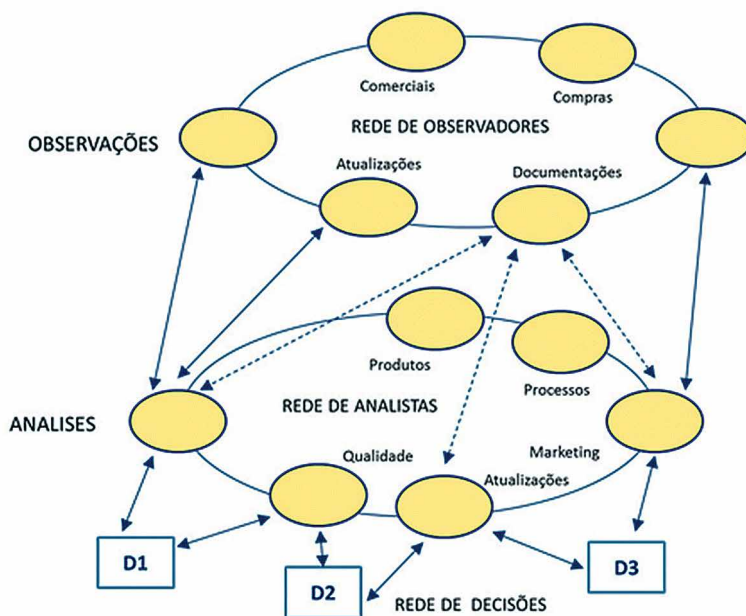 Comerciais
Compras
REDE DE OBSERVADORES
OBSERVAÇÕES
Atualizações
Documentações
Produtos
Processos
REDE DE ANALISTAS
ANALISES
Qualidade
Marketing
Atualizações
D1
D2
D3
REDE DE DECISÕES